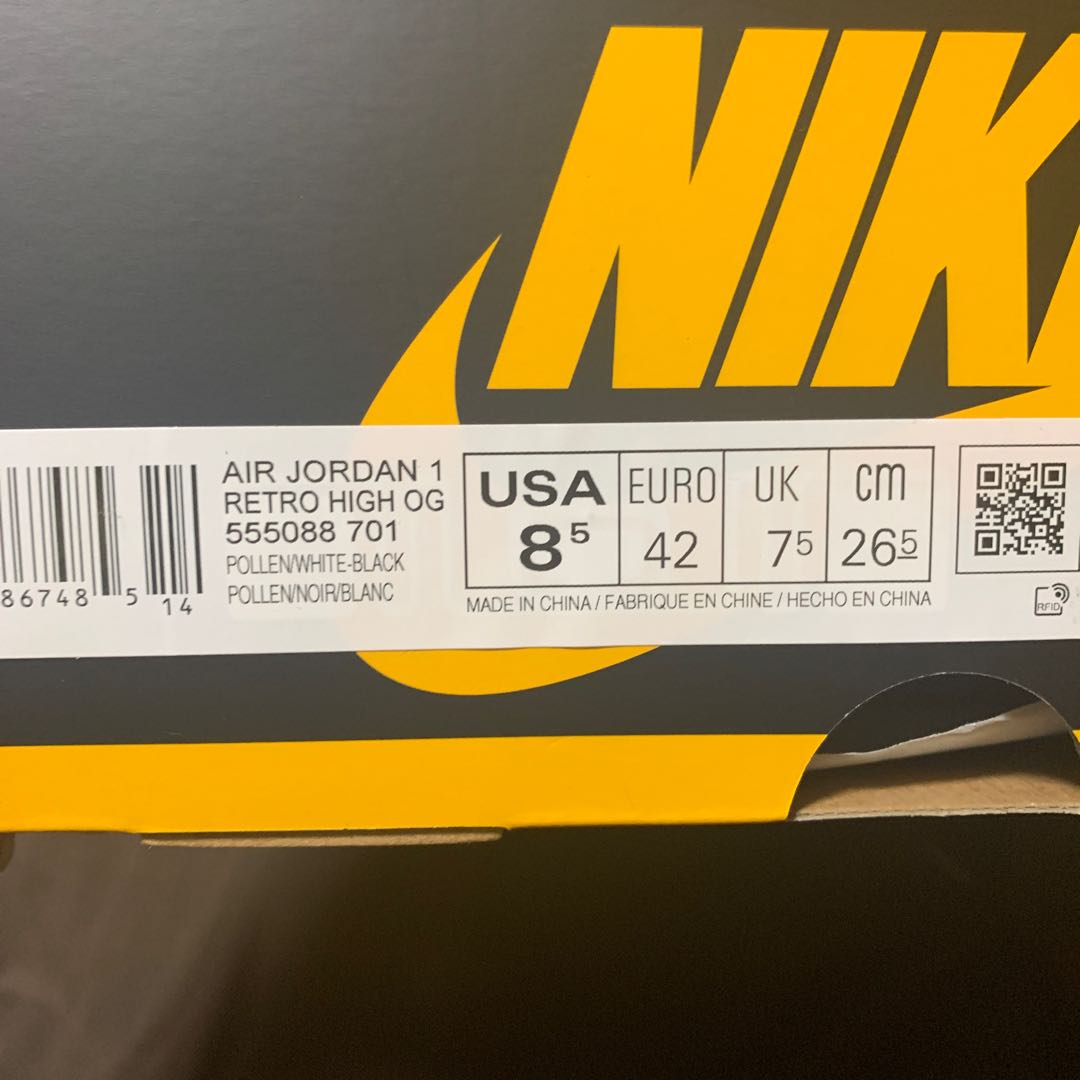 NIK
AIR JORDAN 1
RETRO HIGH OG
555088 701
POLLEN/WHITE-BLACK
POLLEN/NOIR/BLANC
86748 5 14
USA EURO UK cm
8 5 42 7 5 26 5
MADE IN CHINA / FABRIQUE EN CHINE / HECHO EN CHINA
RFID